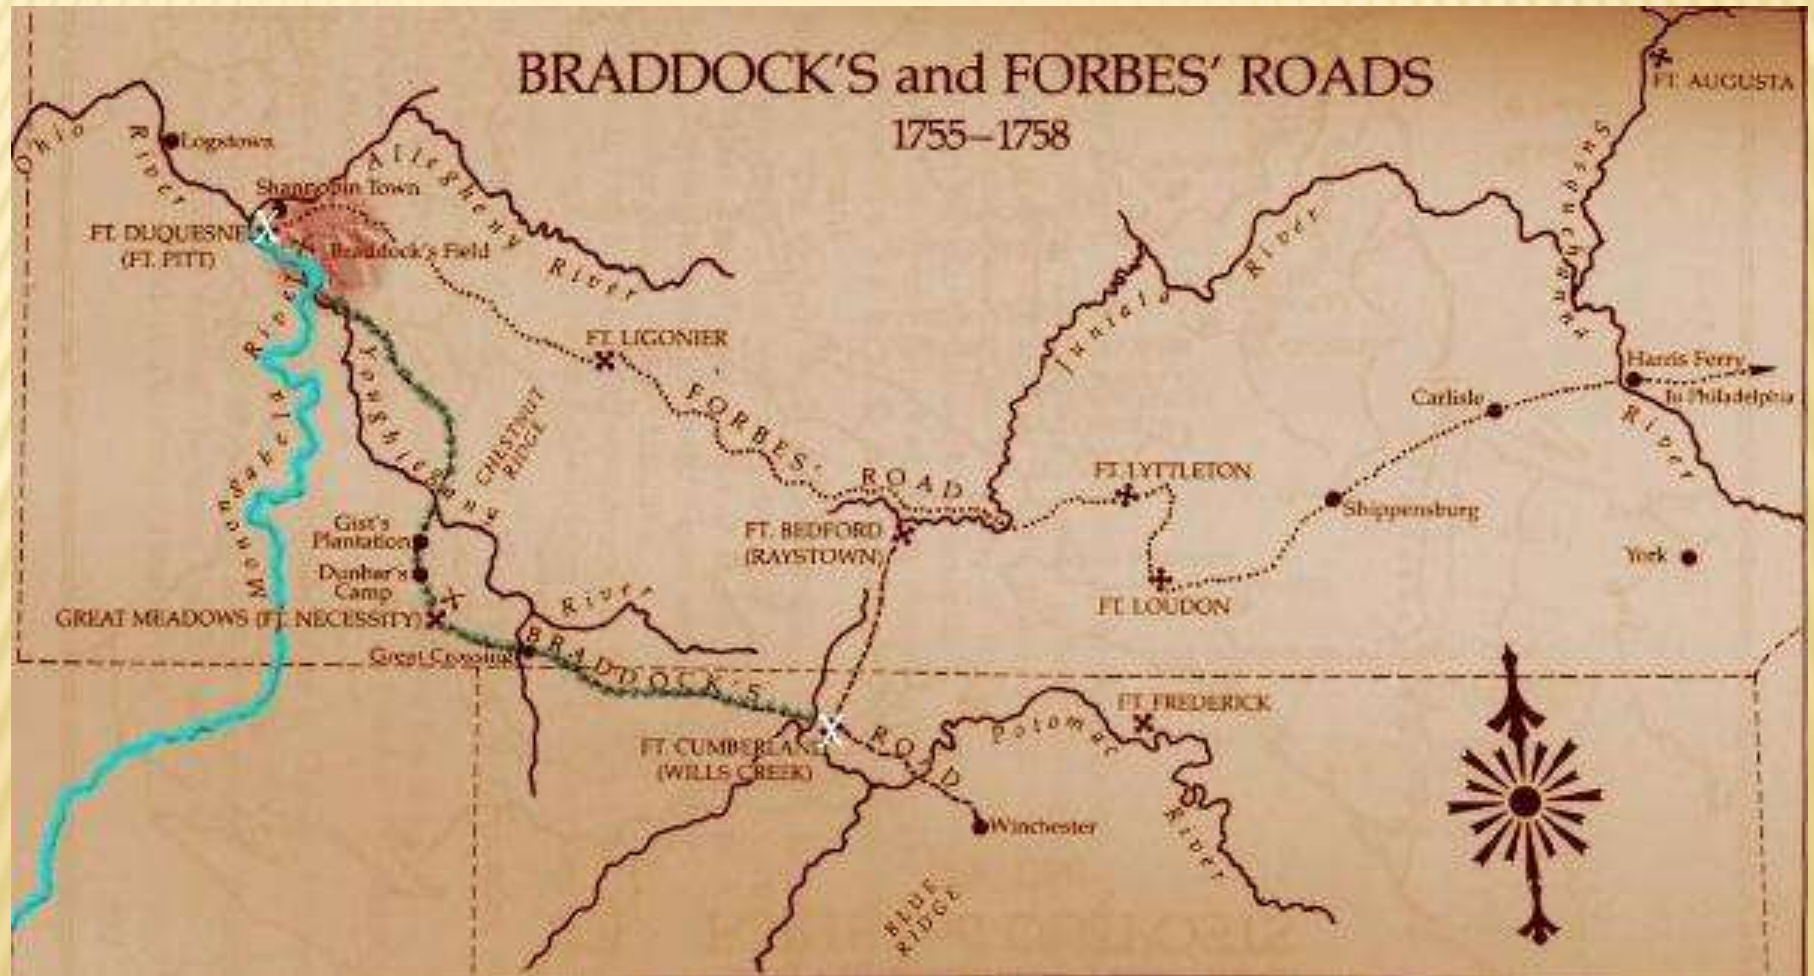 BRADDOCK'S and FORBES' ROADS
1755–1758
FT. AUGUSTA
Ohio River
Logstown
Allegheny River
Shannopin Town
FT. DUQUESNE
(FT. PITT)
Braddock's Field
Susquehanna River
Juniata River
FT. LIGONIER
Harris Ferry
To Philadelphia
Carlisle
FORBES' ROAD
CHESTNUT
RIDGE
Monongahela River
Youghiogany River
FT. LYTTLETON
Shippensburg
FT. BEDFORD
(RAYSTOWN)
Gist's
Plantation
York
Dunbar's
Camp
FT. LOUDON
GREAT MEADOWS (FT. NECESSITY)
Great Crossing
BRADDOCK'S ROAD
FT. FREDERICK
Potomac River
FT. CUMBERLAND
(WILLS CREEK)
Winchester
BLUE
RIDGE